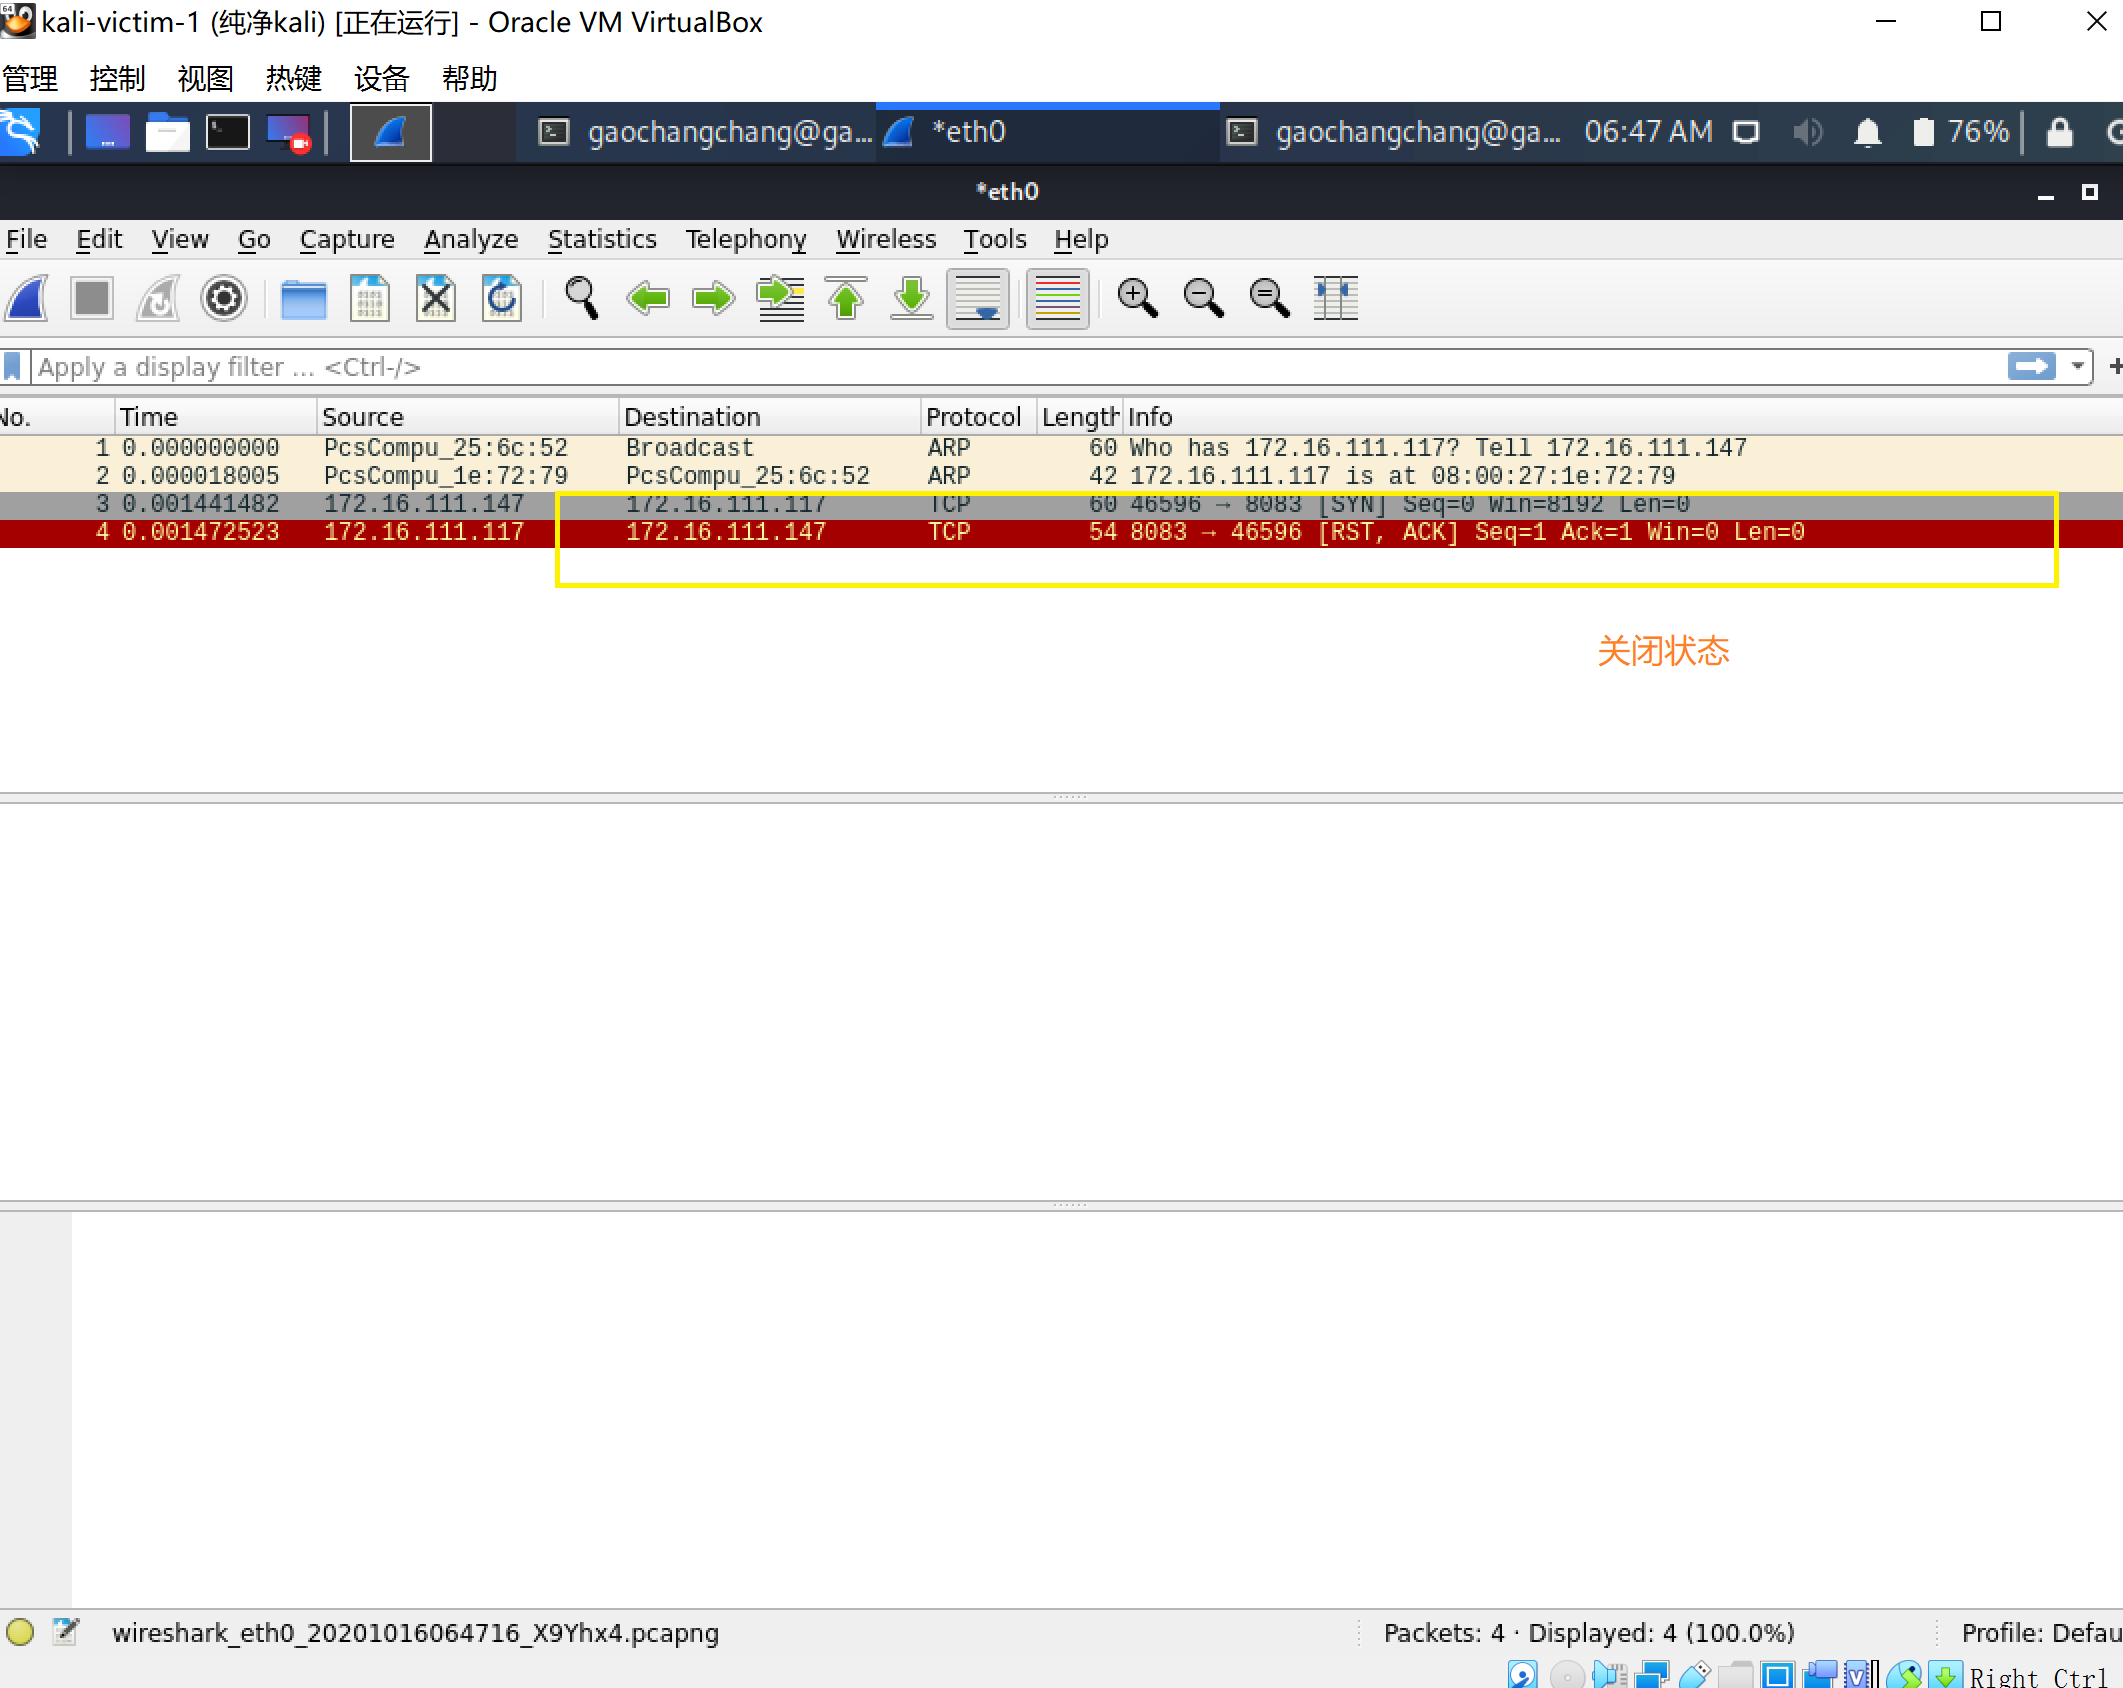 kali-victim-1 (纯净kali) [正在运行] - Oracle VM VirtualBox
管理 控制 视图 热键 设备 帮助
gaochangchang@ga... *eth0 gaochangchang@ga... 06:47 AM 76%
*eth0
File Edit View Go Capture Analyze Statistics Telephony Wireless Tools Help
Apply a display filter ... <Ctrl-/>
No. Time Source Destination Protocol Length Info
1 0.000000000 PcsCompu_25:6c:52 Broadcast ARP 60 Who has 172.16.111.117? Tell 172.16.111.147
2 0.000018005 PcsCompu_1e:72:79 PcsCompu_25:6c:52 ARP 42 172.16.111.117 is at 08:00:27:1e:72:79
3 0.001441482 172.16.111.147 172.16.111.117 TCP 60 46596 → 8083 [SYN] Seq=0 Win=8192 Len=0
4 0.001472523 172.16.111.117 172.16.111.147 TCP 54 8083 → 46596 [RST, ACK] Seq=1 Ack=1 Win=0 Len=0
关闭状态
wireshark_eth0_20201016064716_X9Yhx4.pcapng Packets: 4 · Displayed: 4 (100.0%) Profile: Defau
Right Ctrl